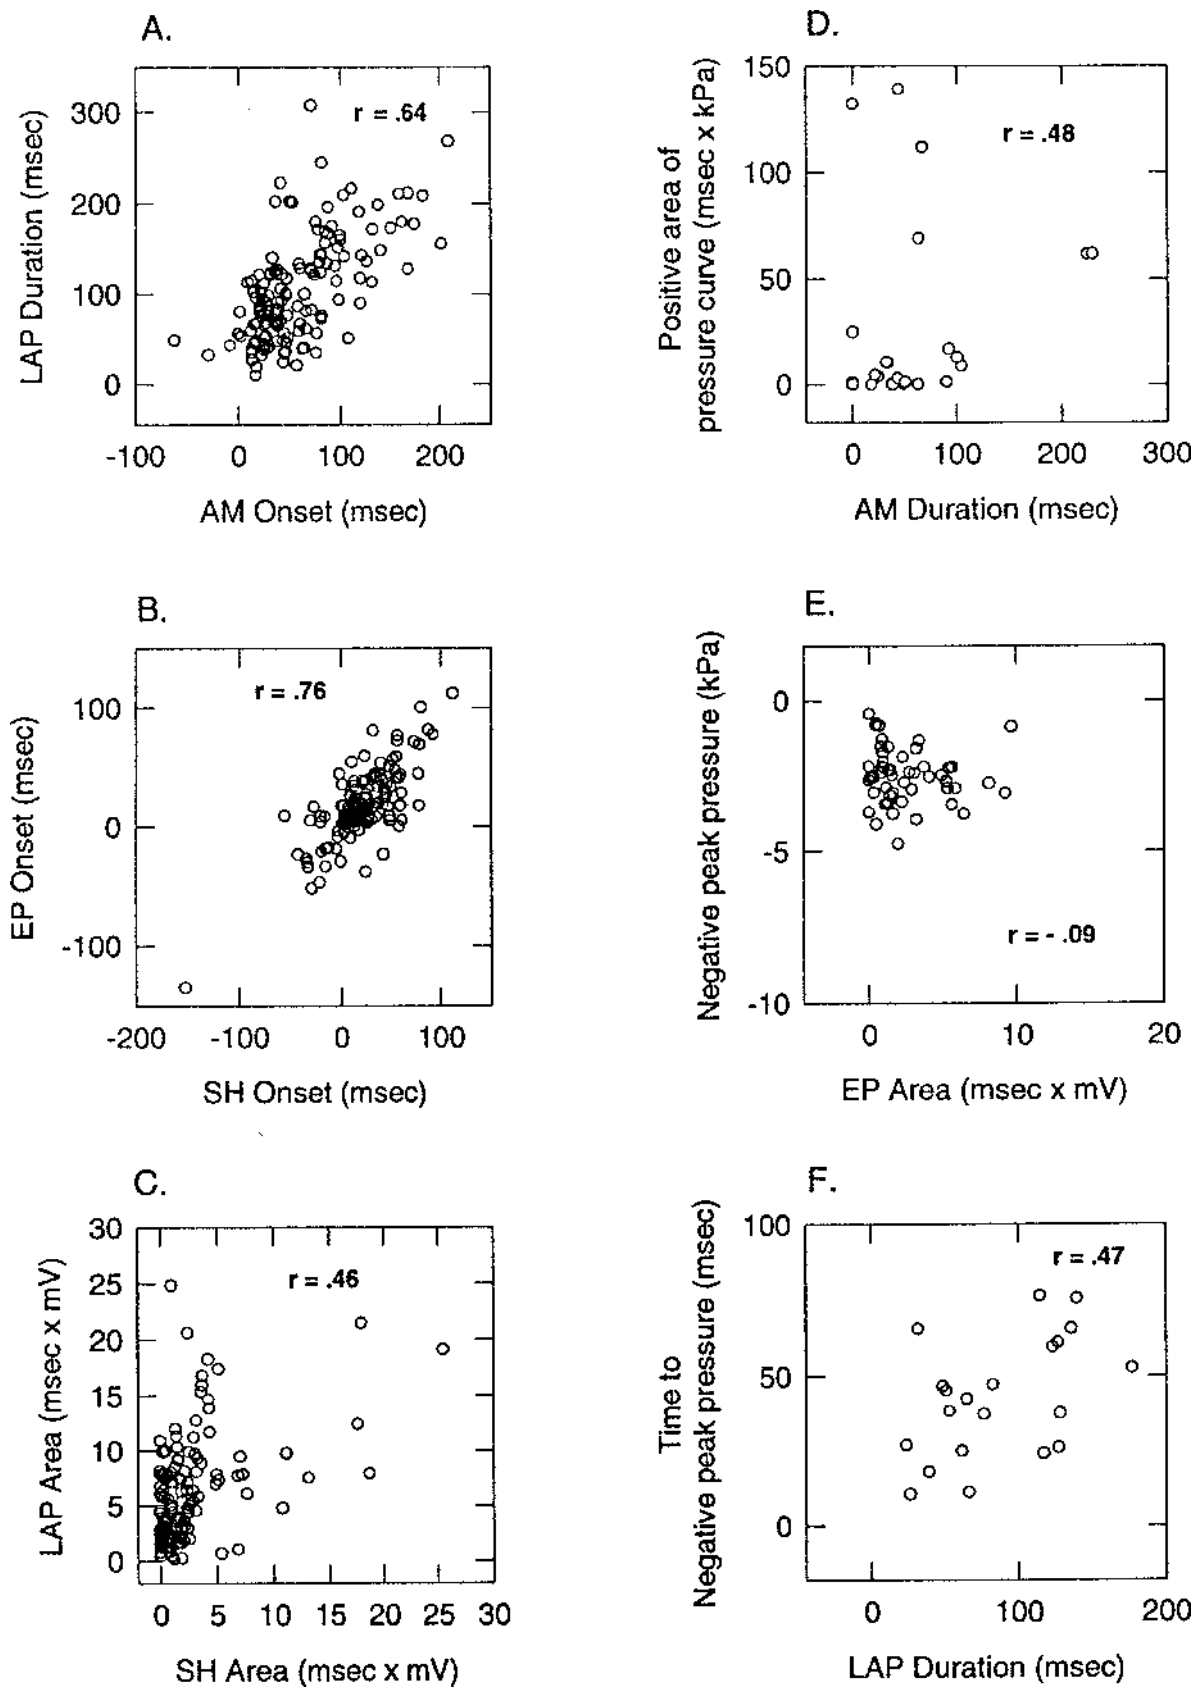 A.
LAP Duration (msec)
300
200
100
0
r = .64
-100 0 100 200
AM Onset (msec)
D.
Positive area of
pressure curve (msec x kPa)
150
100
50
0
r = .48
0 100 200 300
AM Duration (msec)
B.
EP Onset (msec)
100
0
-100
r = .76
-200 -100 0 100
SH Onset (msec)
E.
Negative peak pressure (kPa)
0
-5
-10
r = - .09
0 10 20
EP Area (msec x mV)
C.
LAP Area (msec x mV)
30
25
20
15
10
5
0
r = .46
0 5 10 15 20 25 30
SH Area (msec x mV)
F.
Time to
Negative peak pressure (msec)
100
50
0
r = .47
0 100 200
LAP Duration (msec)